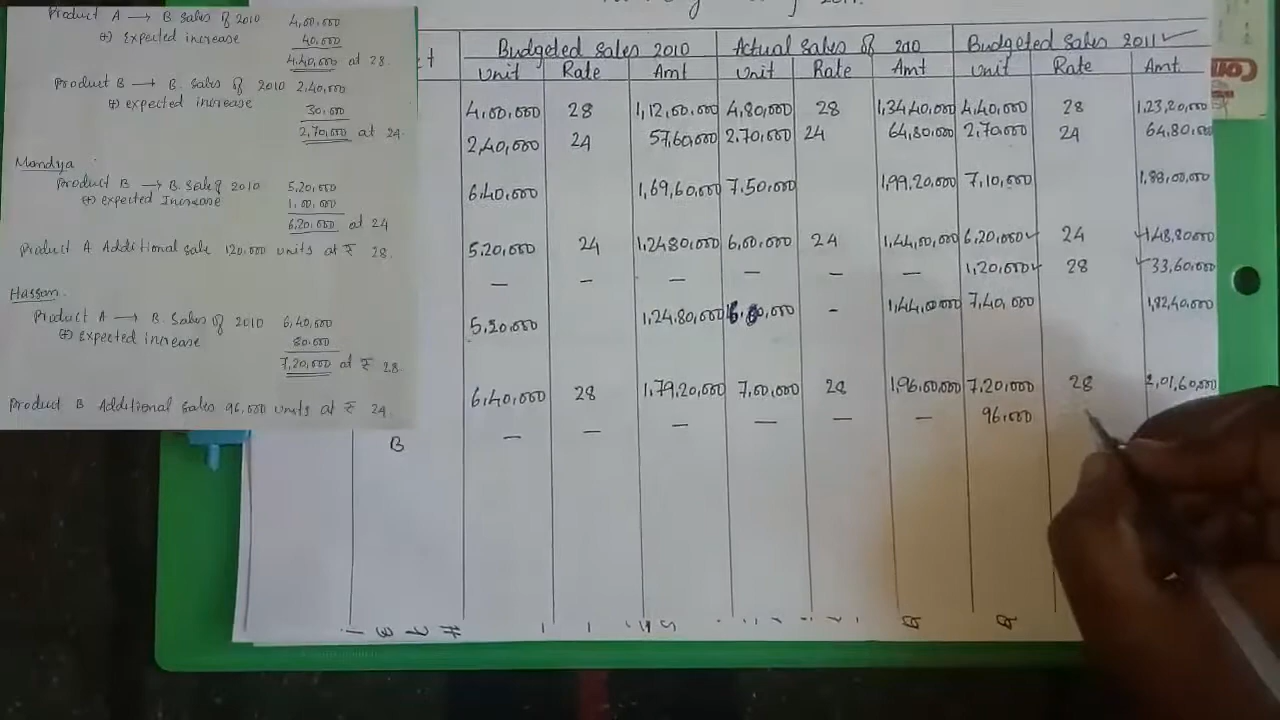 Product A → B Sales of 2010 4,00,000
(+) Expected increase 40,000
4,40,000 at 28.
Product B → B. Sales of 2010 2,40,000
(+) expected increase 30,000
2,70,000 at 24.
Mandya
Product B → B. Sale of 2010 5,20,000
(+) expected Increase 1,00,000
6,20,000 at 24
Product A Additional sale 120,000 units at ₹ 28.
Hassan
Product A → B. Sales of 2010 6,40,000
(+) Expected increase 80,000
7,20,000 at ₹ 28.
Product B Additional Sales 96,000 units at ₹ 24.
Budgeted Sales 2010 Actual Sales of 2010 Budgeted Sales 2011 ✓
Unit Rate Amt Unit Rate Amt Unit Rate Amt
4,00,000 28 1,12,00,000 4,80,000 28 1,34,40,000 4,40,000 28 1,23,20,000
2,40,000 24 57,60,000 2,70,000 24 64,80,000 2,70,000 24 64,80,000
6,40,000 1,69,60,000 7,50,000 1,99,20,000 7,10,000 1,88,00,000
5,20,000 24 1,24,80,000 6,00,000 24 1,44,00,000 6,20,000 24 1,48,80,000
— — — — — — 1,20,000 28 33,60,000
5,20,000 1,24,80,000 - 1,44,00,000 7,40,000 1,82,40,000
6,40,000 28 1,79,20,000 7,00,000 28 1,96,00,000 7,20,000 28 2,01,60,000
B — — — — — — 96,000